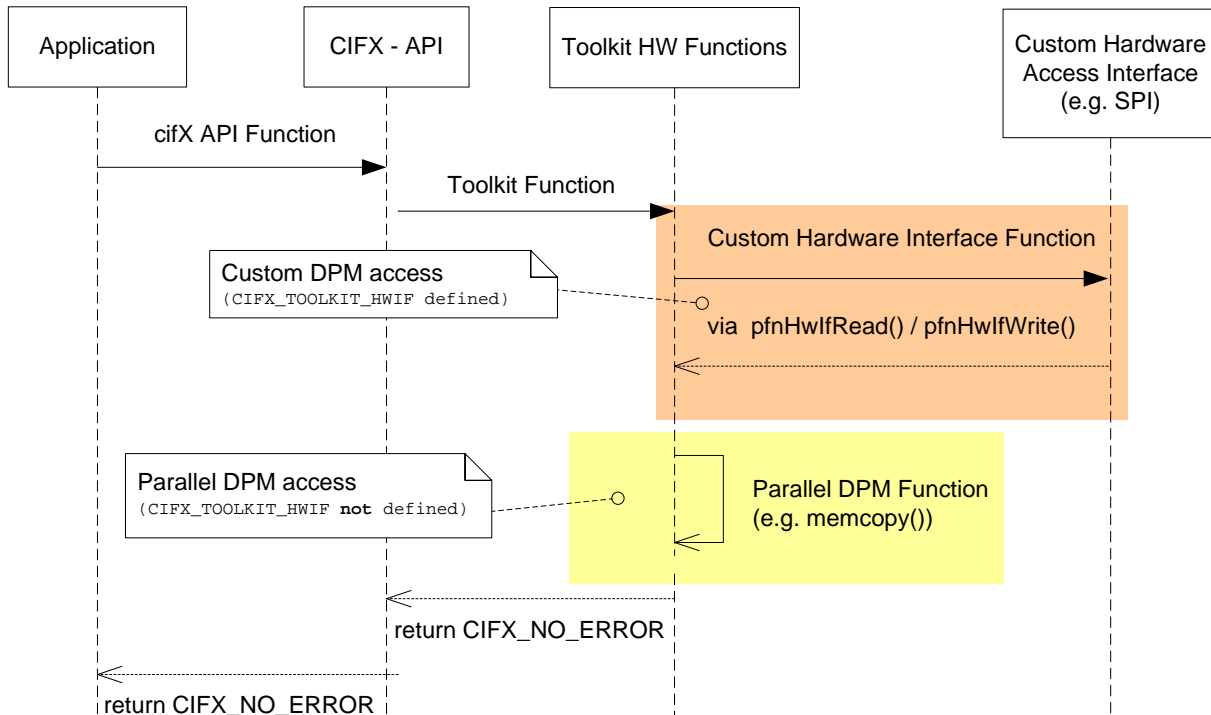 Application
CIFX - API
Toolkit HW Functions
Custom Hardware
Access Interface
(e.g. SPI)
cifX API Function
Toolkit Function
Custom Hardware Interface Function
Custom DPM access
(CIFX_TOOLKIT_HWIF defined)
via pfnHwIfRead() / pfnHwIfWrite()
Parallel DPM access
(CIFX_TOOLKIT_HWIF not defined)
Parallel DPM Function
(e.g. memcopy())
return CIFX_NO_ERROR
return CIFX_NO_ERROR